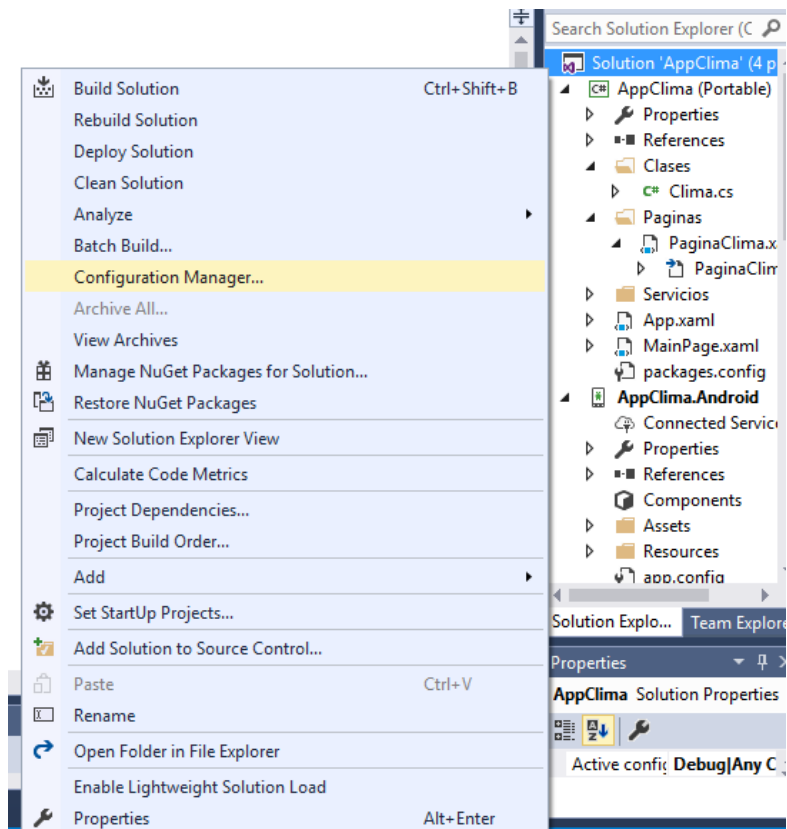 Build Solution Ctrl+Shift+B
Rebuild Solution
Deploy Solution
Clean Solution
Analyze
Batch Build...
Configuration Manager...
Archive All...
View Archives
Manage NuGet Packages for Solution...
Restore NuGet Packages
New Solution Explorer View
Calculate Code Metrics
Project Dependencies...
Project Build Order...
Add
Set StartUp Projects...
Add Solution to Source Control...
Paste Ctrl+V
Rename
Open Folder in File Explorer
Enable Lightweight Solution Load
Properties Alt+Enter
Search Solution Explorer (C
Solution 'AppClima' (4 p
C# AppClima (Portable)
Properties
References
Clases
C# Clima.cs
Paginas
PaginaClima.x
PaginaClim
Servicios
App.xaml
MainPage.xaml
packages.config
AppClima.Android
Connected Servic
Properties
References
Components
Assets
Resources
app.config
Solution Explo... Team Explore
Properties
AppClima Solution Properties
Active config Debug|Any C